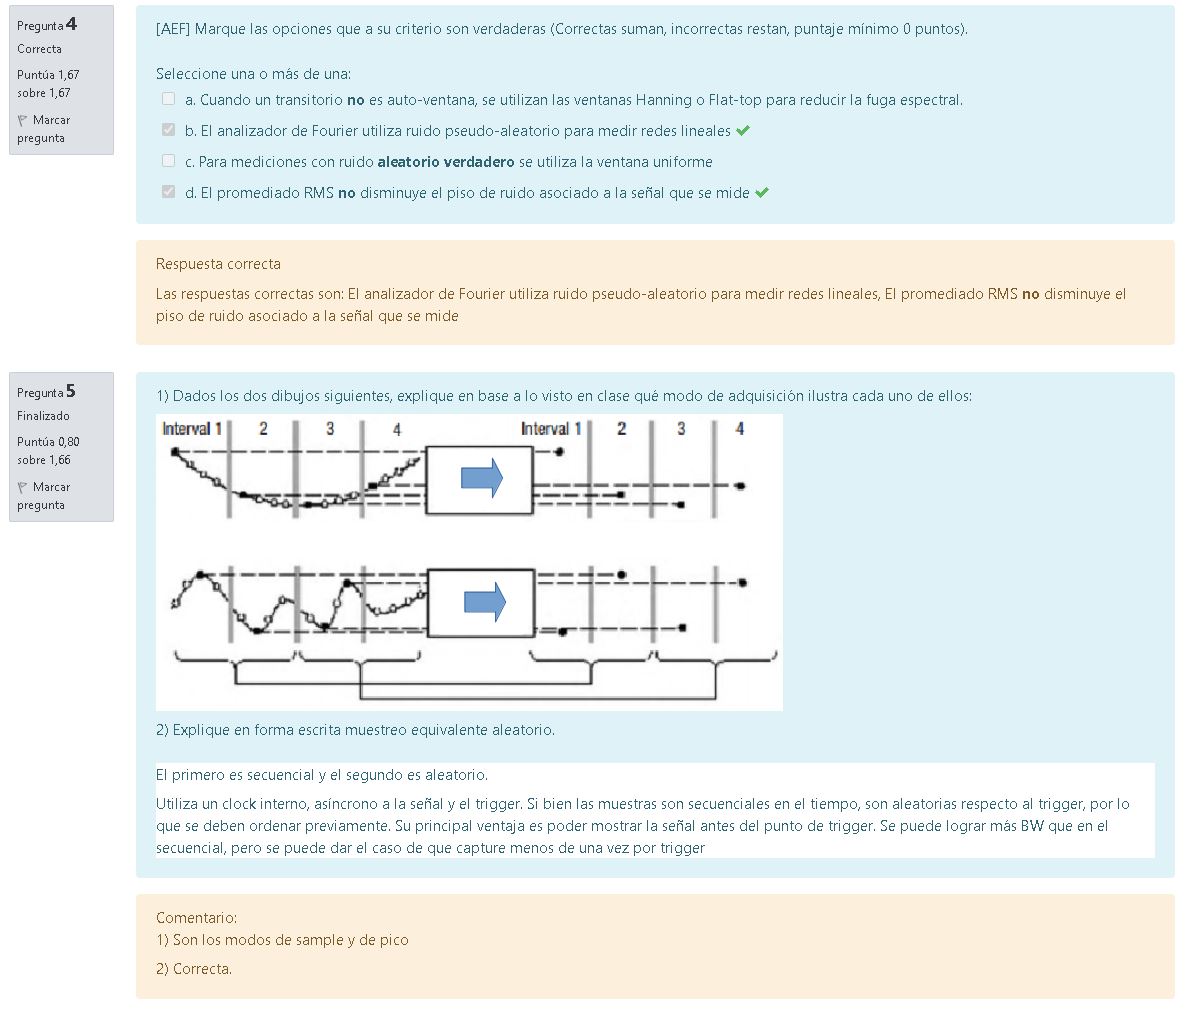 Pregunta 4
Correcta
Puntúa 1,67
sobre 1,67
Marcar
pregunta
[AEF] Marque las opciones que a su criterio son verdaderas (Correctas suman, incorrectas restan, puntaje mínimo 0 puntos).
Seleccione una o más de una:
a. Cuando un transitorio no es auto-ventana, se utilizan las ventanas Hanning o Flat-top para reducir la fuga espectral.
b. El analizador de Fourier utiliza ruido pseudo-aleatorio para medir redes lineales
c. Para mediciones con ruido aleatorio verdadero se utiliza la ventana uniforme
d. El promediado RMS no disminuye el piso de ruido asociado a la señal que se mide
Respuesta correcta
Las respuestas correctas son: El analizador de Fourier utiliza ruido pseudo-aleatorio para medir redes lineales, El promediado RMS no disminuye el
piso de ruido asociado a la señal que se mide
Pregunta 5
Finalizado
Puntúa 0,80
sobre 1,66
Marcar
pregunta
1) Dados los dos dibujos siguientes, explique en base a lo visto en clase qué modo de adquisición ilustra cada uno de ellos:
Interval 1 2 3 4 Interval 1 2 3 4
2) Explique en forma escrita muestreo equivalente aleatorio.
El primero es secuencial y el segundo es aleatorio.
Utiliza un clock interno, asíncrono a la señal y el trigger. Si bien las muestras son secuenciales en el tiempo, son aleatorias respecto al trigger, por lo
que se deben ordenar previamente. Su principal ventaja es poder mostrar la señal antes del punto de trigger. Se puede lograr más BW que en el
secuencial, pero se puede dar el caso de que capture menos de una vez por trigger
Comentario:
1) Son los modos de sample y de pico
2) Correcta.